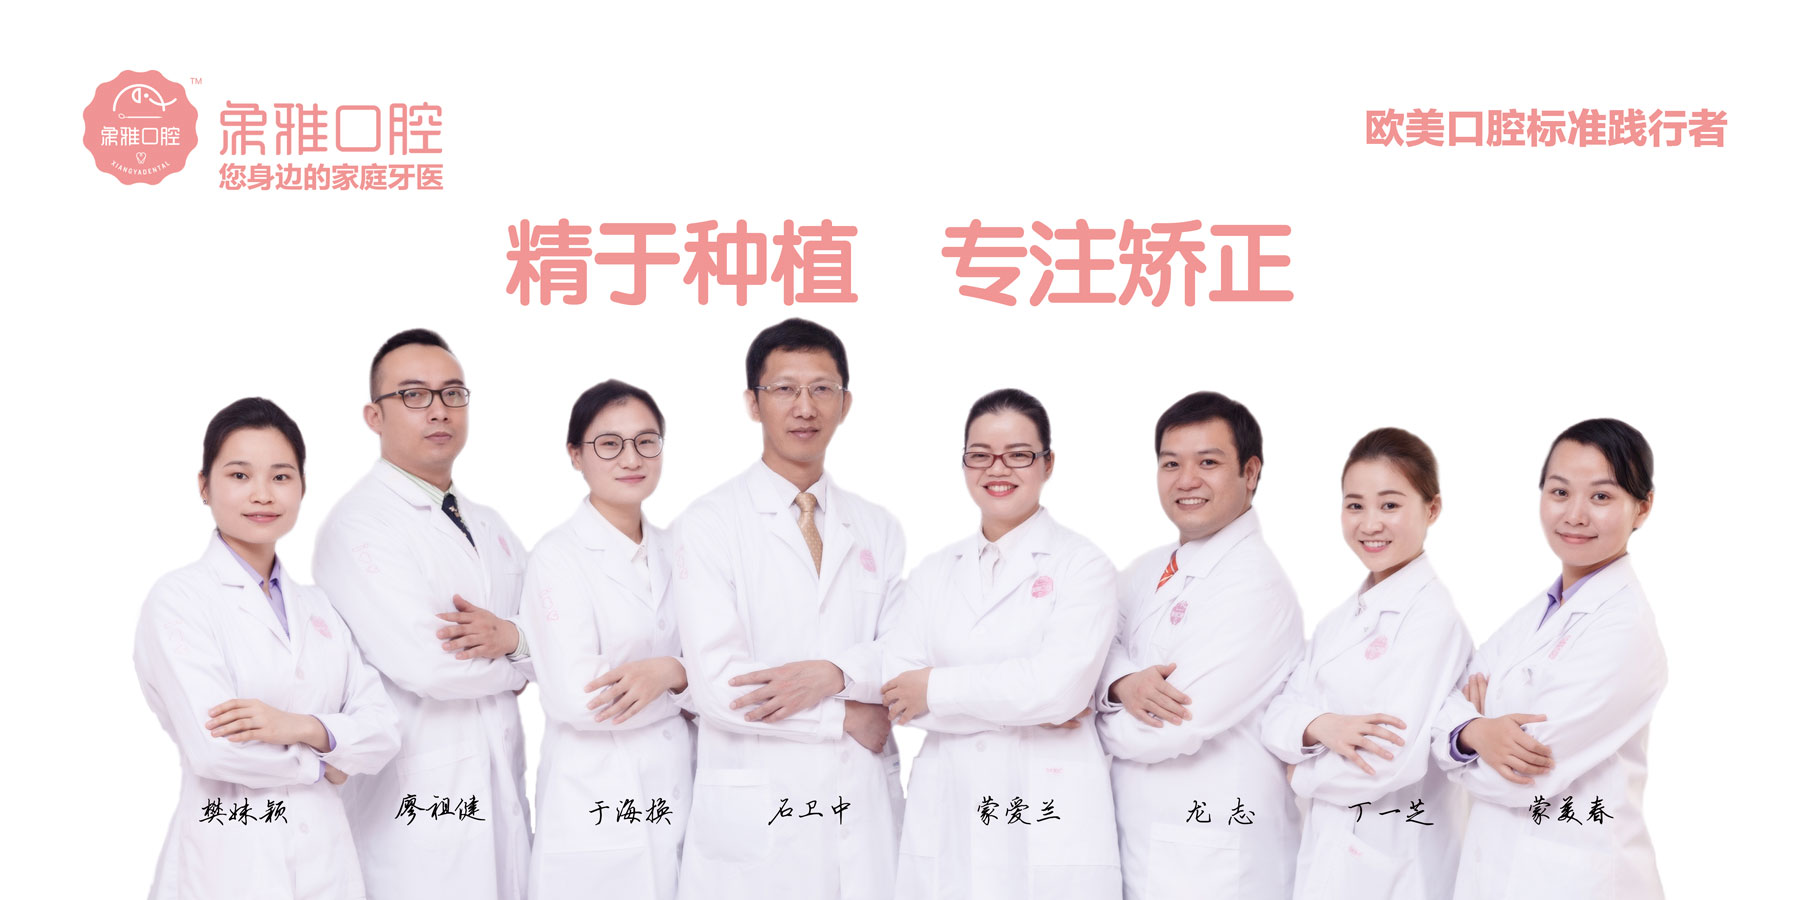 象雅口腔
XIANGYADENTAL
TM
象雅口腔
您身边的家庭牙医
欧美口腔标准践行者
精于种植 专注矫正
樊妹颖
廖祖健
于海换
石卫中
蒙爱兰
龙 志
丁一芝
蒙美春